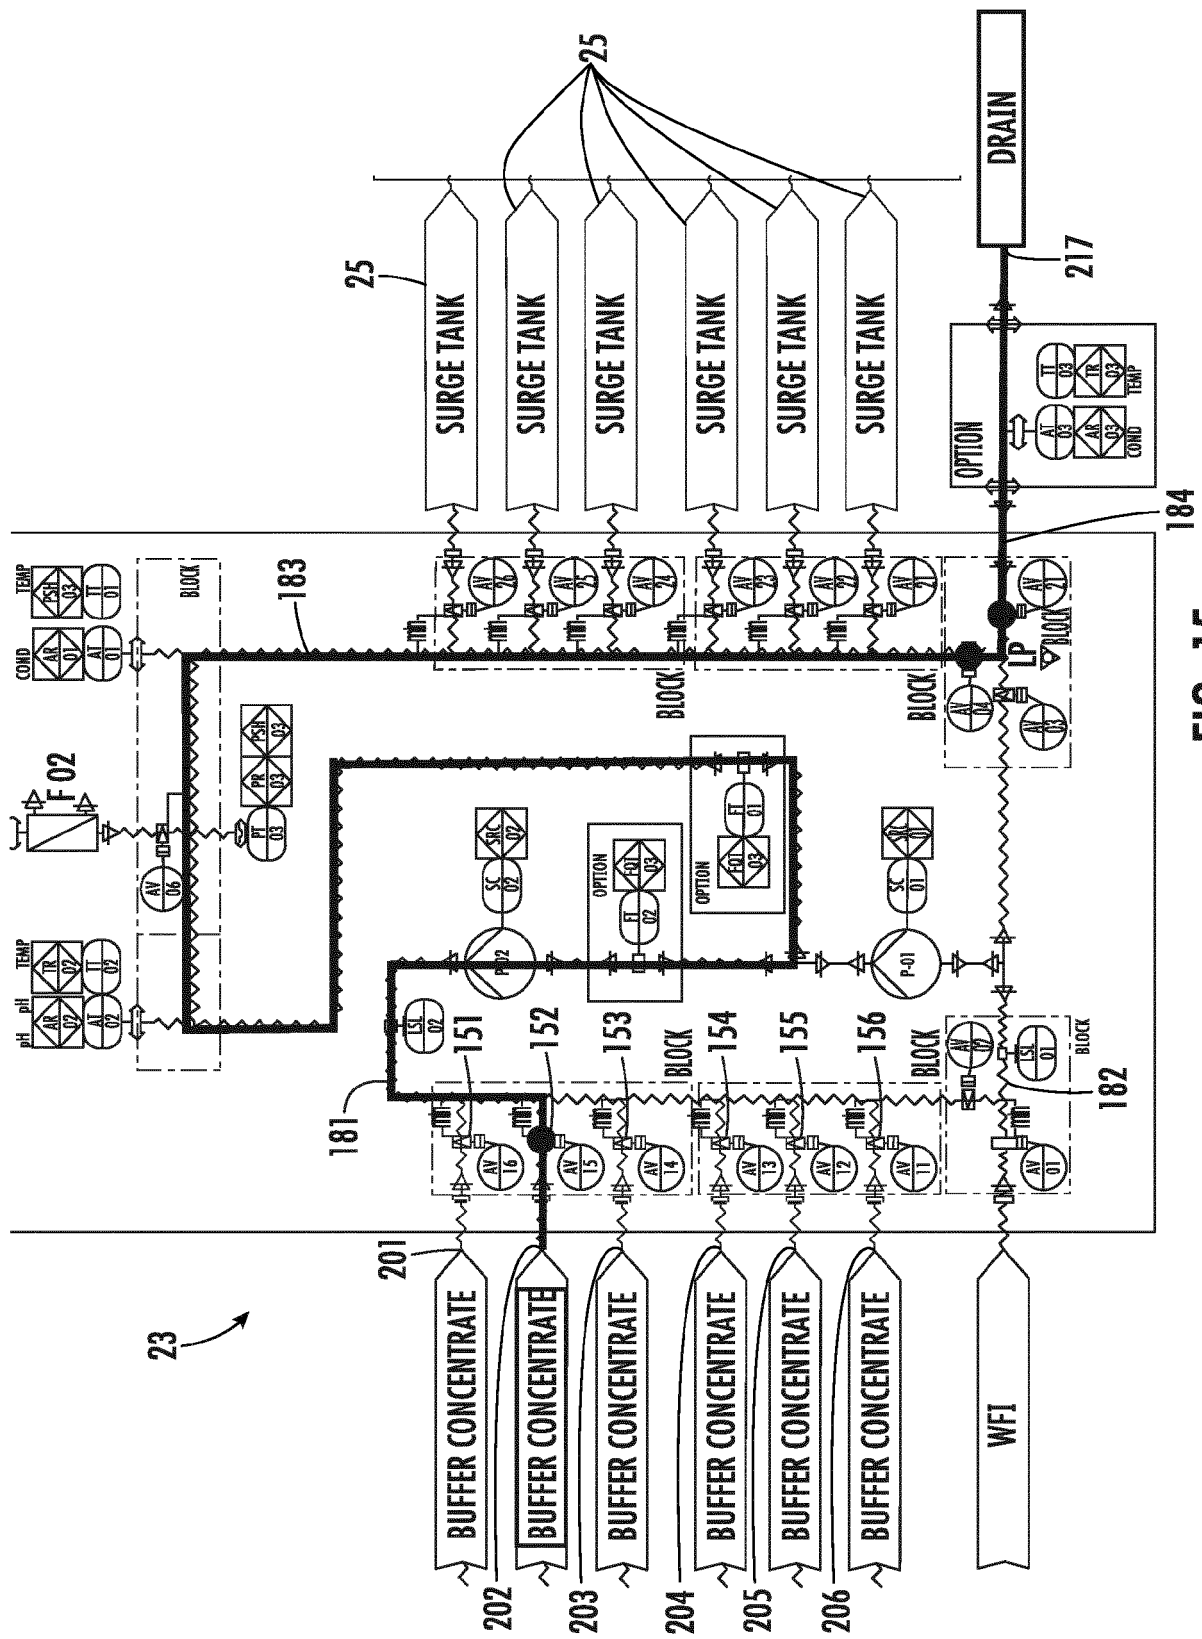 23
BUFFER CONCENTRATE
BUFFER CONCENTRATE
BUFFER CONCENTRATE
BUFFER CONCENTRATE
BUFFER CONCENTRATE
BUFFER CONCENTRATE
WFI
201
202
203
204
205
206
181
151
152
153
154
155
156
182
AV 16
AV 15
AV 14
AV 13
AV 12
AV 11
AV 01
AV 02
BLOCK
BLOCK
BLOCK
LSL 01
LSL 02
P-02
SC 02
SRC 02
P-01
SC 01
OPTION
FT 02
FQT 03
OPTION
FT 01
FQT 03
pH
pH
TEMP
AR 02
TR 02
AT 02
TT 02
AV 06
F 02
PT 03
PR 03
PSH 03
COND
TEMP
AR 01
PSH 03
AT 01
TT 01
BLOCK
183
AV 26
AV 25
AV 24
AV 23
AV 22
AV 21
BLOCK
BLOCK
AV 04
AV 03
LP
BLOCK
AV 21
184
25
25
SURGE TANK
SURGE TANK
SURGE TANK
SURGE TANK
SURGE TANK
SURGE TANK
OPTION
AT 03
TT 03
AR 03
TR 03
COND
TEMP
217
DRAIN